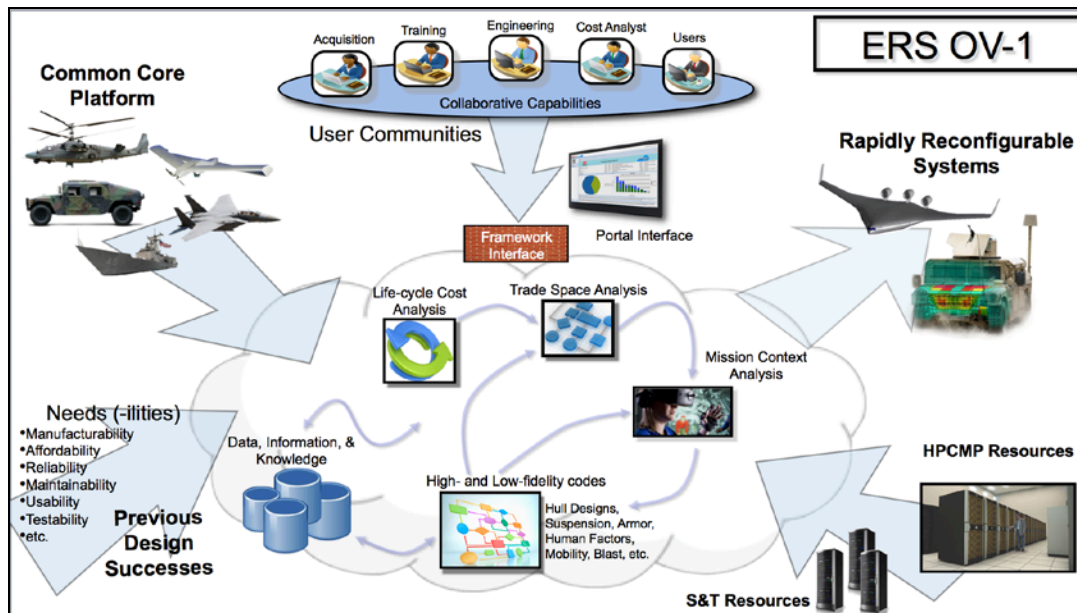 ERS OV-1
Acquisition
Training
Engineering
Cost Analyst
Users
Collaborative Capabilities
User Communities
Common Core
Platform
Rapidly Reconfigurable
Systems
Portal Interface
Framework
Interface
Life-cycle Cost
Analysis
Trade Space Analysis
Mission Context
Analysis
Needs (-ilities)
•Manufacturability
•Affordability
•Reliability
•Maintainability
•Usability
•Testability
•etc.
Previous
Design
Successes
Data, Information, &
Knowledge
High- and Low-fidelity codes
Hull Designs,
Suspension, Armor,
Human Factors,
Mobility, Blast, etc.
HPCMP Resources
S&T Resources